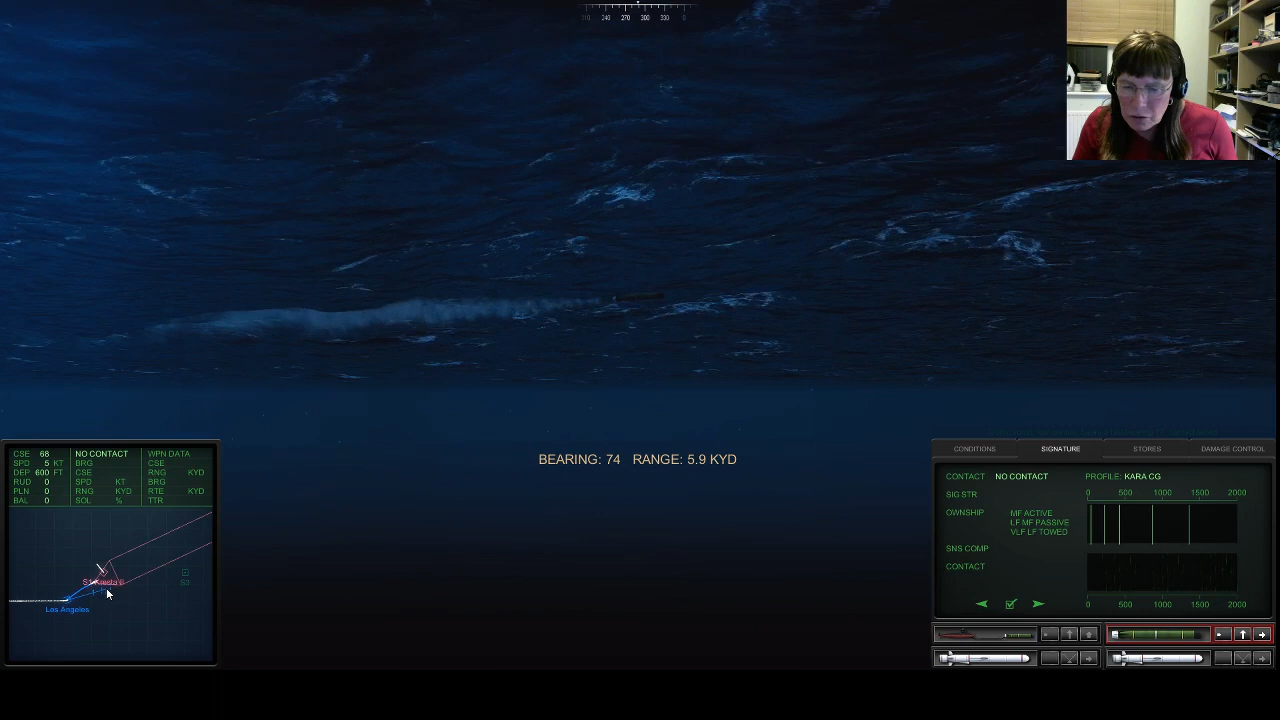 210 240 270 300 330 0
CSE 68
SPD 5 KT
DEP 600 FT
RUD 0
PLN 0
BAL 0
NO CONTACT
BRG
CSE
SPD KT
RNG KYD
SOL %
WPN DATA
CSE
RNG KYD
BRG
RTE KYD
TTR
S3
Los Angeles
BEARING: 74 RANGE: 5.9 KYD
CONDITIONS SIGNATURE STORES DAMAGE CONTROL
CONTACT NO CONTACT
SIG STR
OWNSHIP MF ACTIVE
LF MF PASSIVE
VLF LF TOWED
SNS COMP
CONTACT
PROFILE: KARA CG
0 500 1000 1500 2000
0 500 1000 1500 2000